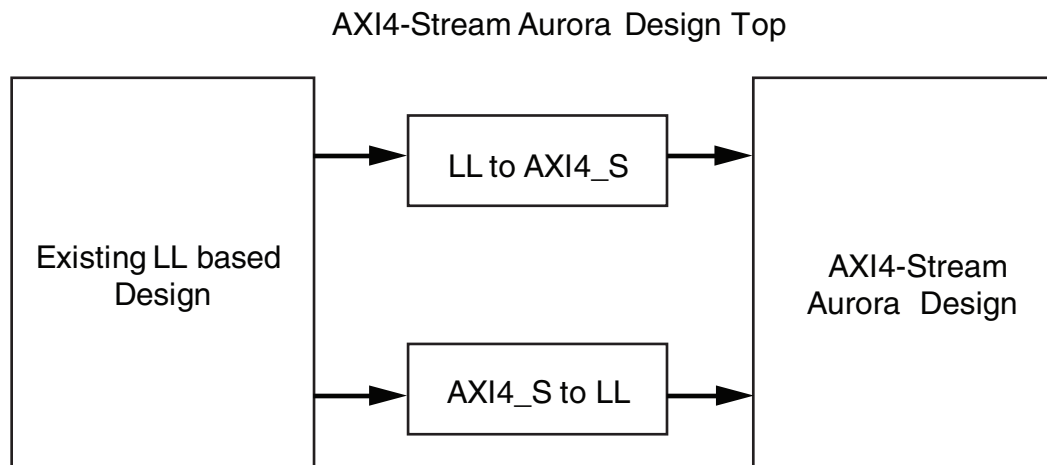 AXI4-Stream Aurora Design Top
LL to AXI4_S
Existing LL based
Design
AXI4-Stream
Aurora Design
AXI4_S to LL